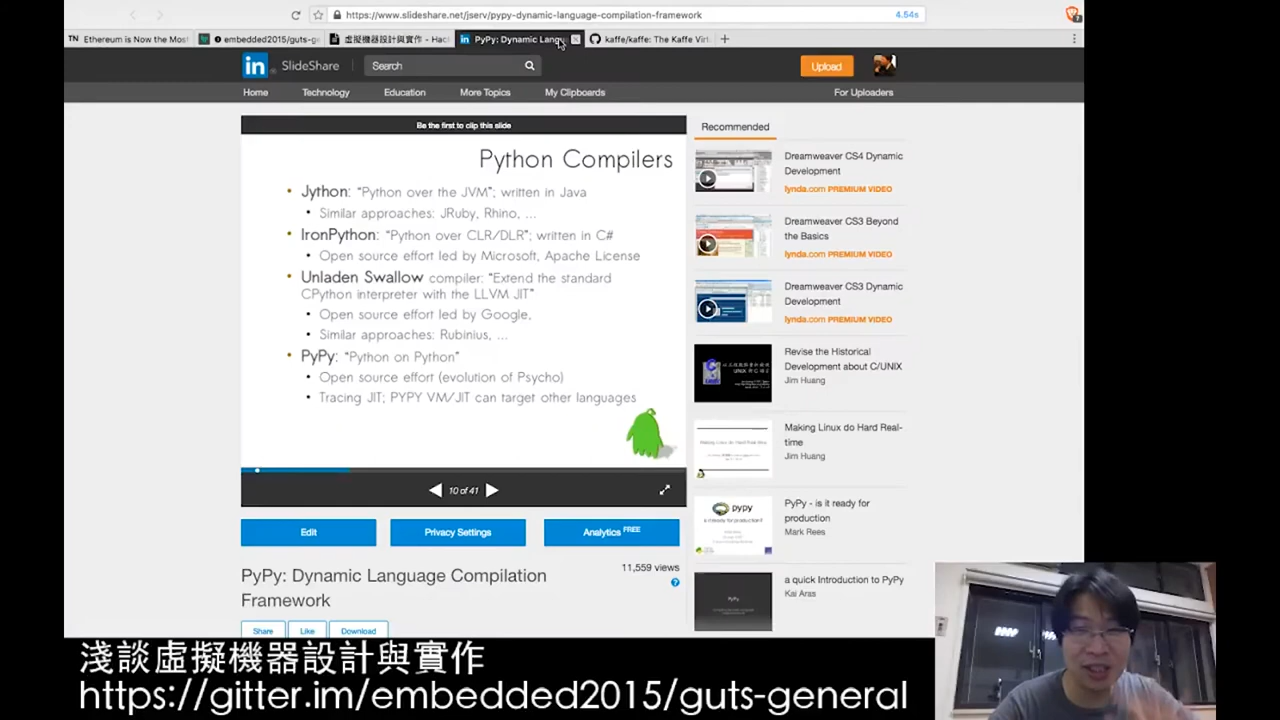 https://www.slideshare.net/jserv/pypy-dynamic-language-compilation-framework
4.54s
TN Ethereum is Now the Most
embedded2015/guts-g
虛擬機器設計與實作 - Hac
PyPy: Dynamic Langu
kaffe/kaffe: The Kaffe Virt
in SlideShare
Search
Upload
Home
Technology
Education
More Topics
My Clipboards
For Uploaders
Be the first to clip this slide
Python Compilers
• Jython: "Python over the JVM"; written in Java
• Similar approaches: JRuby, Rhino, ...
• IronPython: "Python over CLR/DLR"; written in C#
• Open source effort led by Microsoft, Apache License
• Unladen Swallow compiler: "Extend the standard
CPython interpreter with the LLVM JIT"
• Open source effort led by Google,
• Similar approaches: Rubinius, ...
• PyPy: "Python on Python"
• Open source effort (evolution of Psycho)
• Tracing JIT; PYPY VM/JIT can target other languages
10 of 41
Edit
Privacy Settings
Analytics FREE
PyPy: Dynamic Language Compilation
Framework
11,559 views
Share
Like
Download
Recommended
Dreamweaver CS4 Dynamic
Development
lynda.com PREMIUM VIDEO
Dreamweaver CS3 Beyond
the Basics
lynda.com PREMIUM VIDEO
Dreamweaver CS3 Dynamic
Development
lynda.com PREMIUM VIDEO
Revise the Historical
Development about C/UNIX
Jim Huang
Making Linux do Hard Real-
time
Jim Huang
PyPy - is it ready for
production
Mark Rees
a quick Introduction to PyPy
Kai Aras
淺談虛擬機器設計與實作
https://gitter.im/embedded2015/guts-general